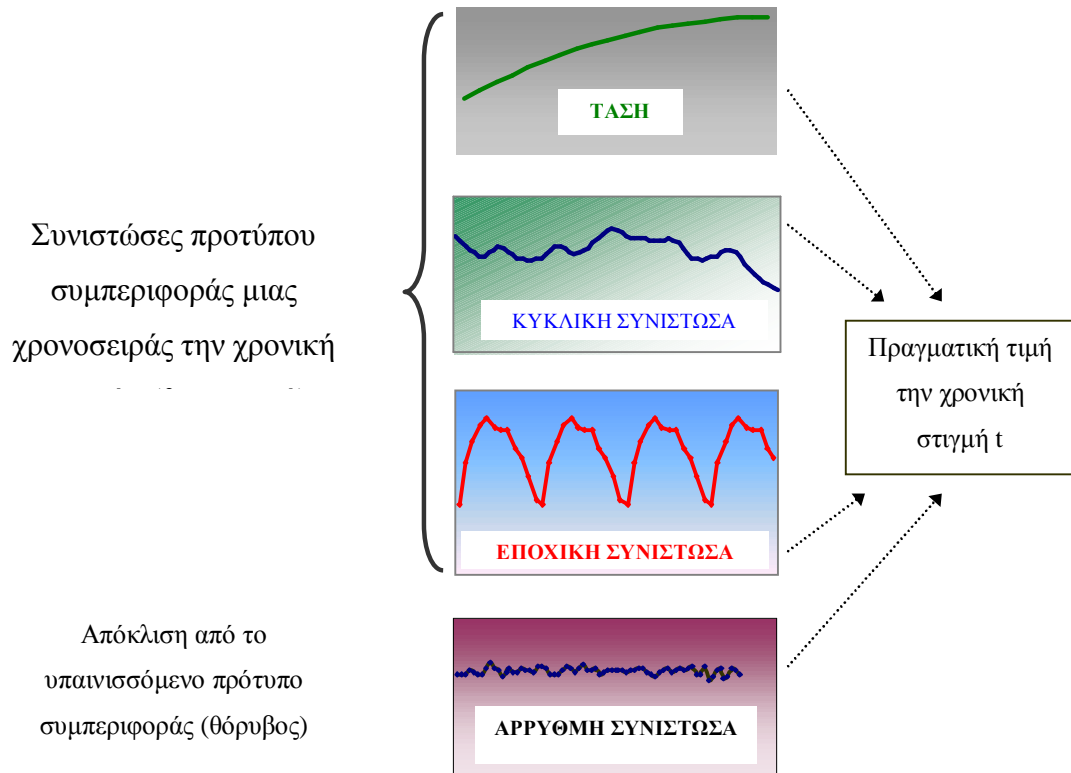 ΤΑΣΗ
Συνιστώσες προτύπου
συμπεριφοράς μιας
χρονοσειράς την χρονική
ΚΥΚΛΙΚΗ ΣΥΝΙΣΤΩΣΑ
Πραγματική τιμή
την χρονική
στιγμή t
ΕΠΟΧΙΚΗ ΣΥΝΙΣΤΩΣΑ
Απόκλιση από το
υπαινισσόμενο πρότυπο
συμπεριφοράς (θόρυβος)
ΑΡΡΥΘΜΗ ΣΥΝΙΣΤΩΣΑ